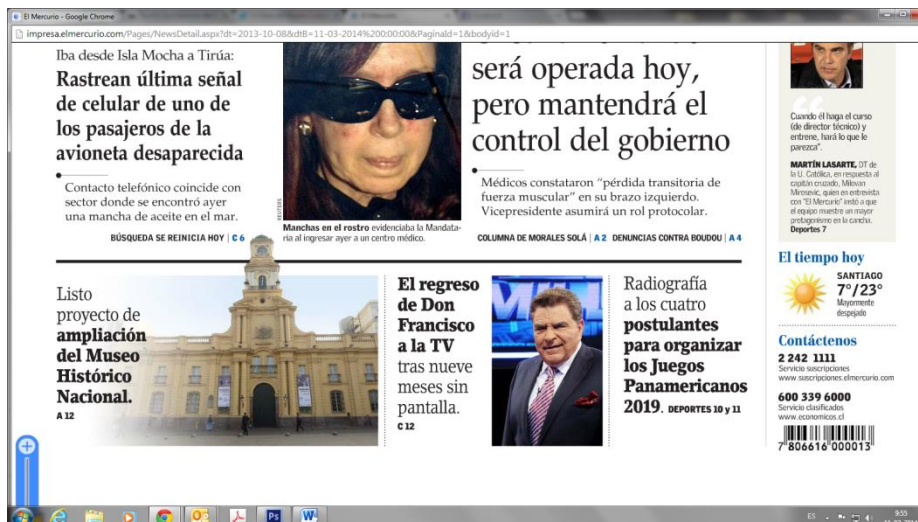 El Mercurio - Google Chrome
impresa.elmercurio.com/Pages/NewsDetail.aspx?dt=2013-10-08&dtB=11-03-2014%200:00:00&PaginaId=1&bodyid=1
Iba desde Isla Mocha a Tirúa:
Rastrean última señal
de celular de uno de
los pasajeros de la
avioneta desaparecida
Contacto telefónico coincide con
sector donde se encontró ayer
una mancha de aceite en el mar.
BÚSQUEDA SE REINICIA HOY | C 6
REUTERS
Manchas en el rostro evidenciaba la Mandata-
ria al ingresar ayer a un centro médico.
será operada hoy,
pero mantendrá el
control del gobierno
Médicos constataron "pérdida transitoria de
fuerza muscular" en su brazo izquierdo.
Vicepresidente asumirá un rol protocolar.
COLUMNA DE MORALES SOLÁ | A 2 DENUNCIAS CONTRA BOUDOU | A 4
Cuando él haga el curso
(de director técnico) y
entrene, hará lo que le
parezca".
MARTÍN LASARTE, DT de
la U. Católica, en respuesta al
capitán cruzado, Milovan
Mirosevic, quien en entrevista
con "El Mercurio" instó a que
el equipo muestre un mayor
protagonismo en la cancha.
Deportes 7
El tiempo hoy
SANTIAGO
7°/23°
Mayormente
despejado
Contáctenos
2 242 1111
Servicio suscripciones
www.suscripciones.elmercurio.com
600 339 6000
Servicio clasificados
www.economicos.cl
7 806616 000013
Listo
proyecto de
ampliación
del Museo
Histórico
Nacional.
A 12
El regreso
de Don
Francisco
a la TV
tras nueve
meses sin
pantalla.
C 12
Radiografía
a los cuatro
postulantes
para organizar
los Juegos
Panamericanos
2019. DEPORTES 10 y 11
ES
9:55